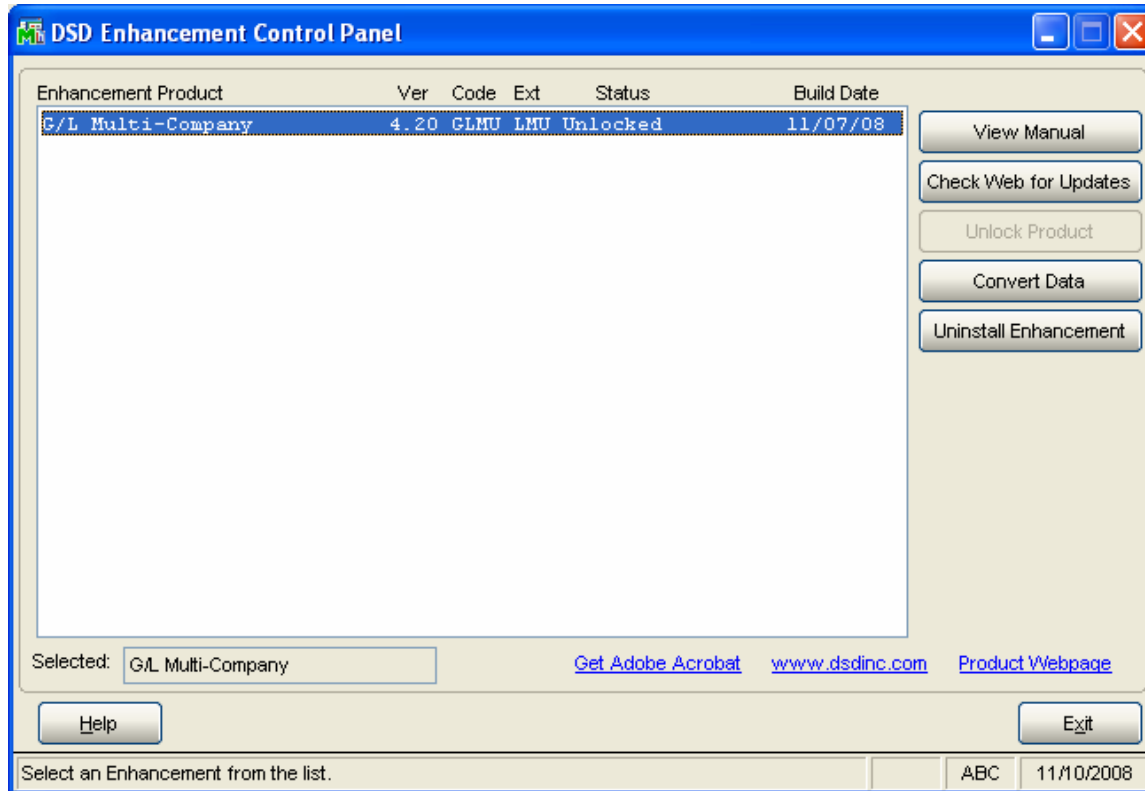 DSD Enhancement Control Panel
Enhancement Product Ver Code Ext Status Build Date
G/L Multi-Company 4.20 GLMU LMU Unlocked 11/07/08
View Manual
Check Web for Updates
Unlock Product
Convert Data
Uninstall Enhancement
Selected: G/L Multi-Company Get Adobe Acrobat www.dsdinc.com Product Webpage
Help Exit
Select an Enhancement from the list. ABC 11/10/2008